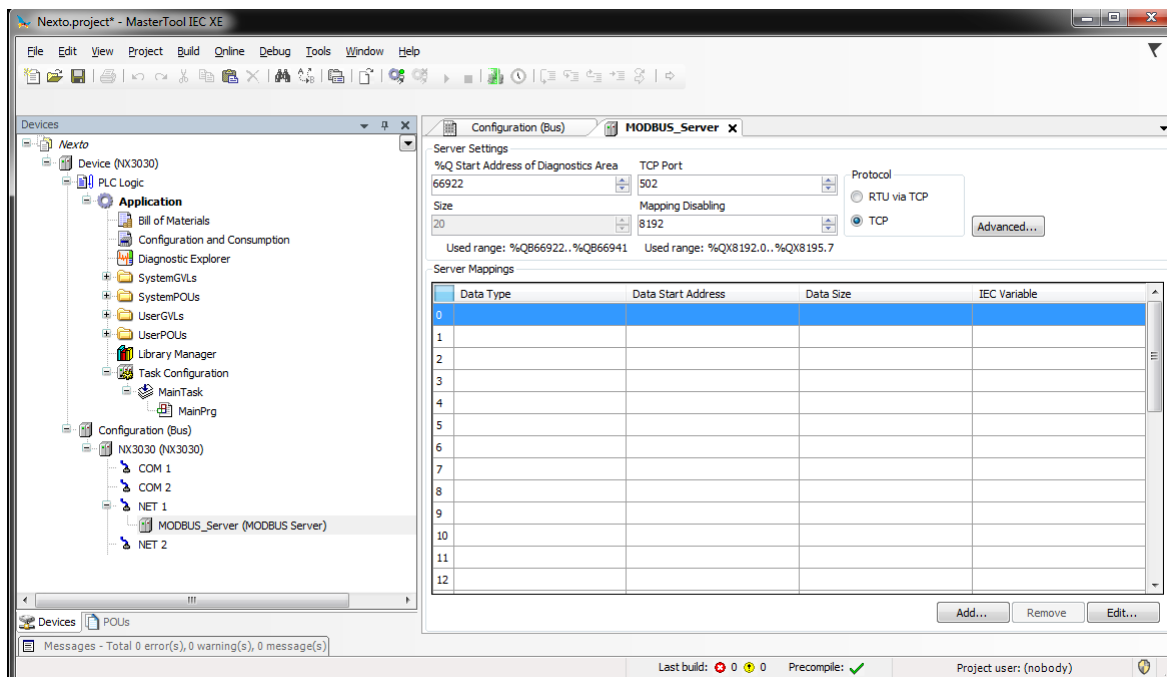 Nexto.project* - MasterTool IEC XE
File Edit View Project Build Online Debug Tools Window Help
Devices
Nexto
Device (NX3030)
PLC Logic
Application
Bill of Materials
Configuration and Consumption
Diagnostic Explorer
SystemGVLs
SystemPOUs
UserGVLs
UserPOUs
Library Manager
Task Configuration
MainTask
MainPrg
Configuration (Bus)
NX3030 (NX3030)
COM 1
COM 2
NET 1
MODBUS_Server (MODBUS Server)
NET 2
Devices POUs
Configuration (Bus) MODBUS_Server
Server Settings
%Q Start Address of Diagnostics Area TCP Port
66922 502
Size Mapping Disabling
20 8192
Used range: %QB66922..%QB66941 Used range: %QX8192.0..%QX8195.7
Protocol
RTU via TCP
TCP
Advanced...
Server Mappings
Data Type Data Start Address Data Size IEC Variable
0
1
2
3
4
5
6
7
8
9
10
11
12
Add... Remove Edit...
Messages - Total 0 error(s), 0 warning(s), 0 message(s)
Last build: 0 0 Precompile: Project user: (nobody)